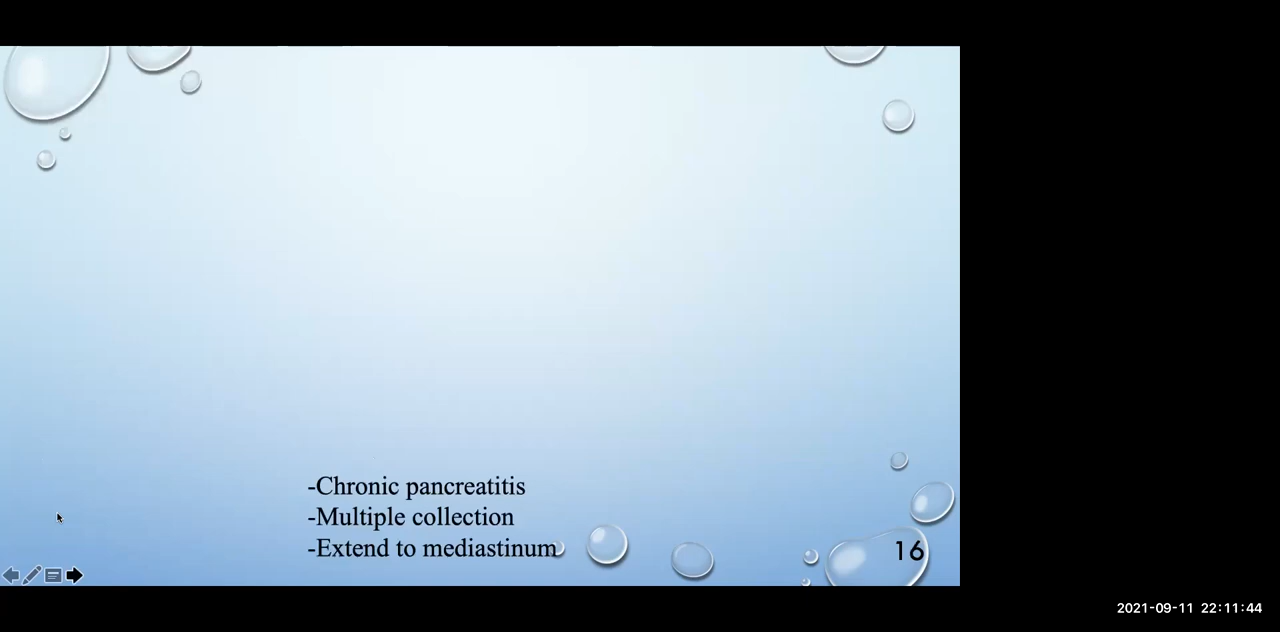 -Chronic pancreatitis
-Multiple collection
-Extend to mediastinum
16
2021-09-11 22:11:44